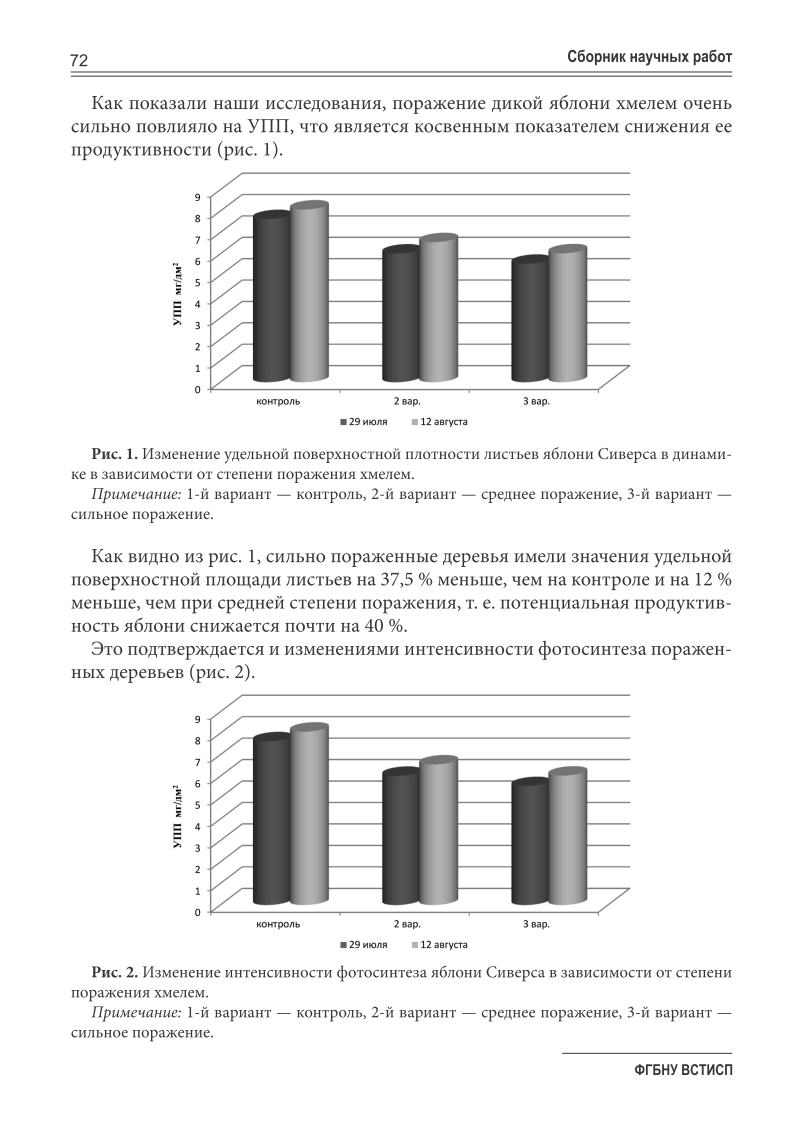 72
Сборник научных работ
Как показали наши исследования, поражение дикой яблони хмелем очень
сильно повлияло на УПП, что является косвенным показателем снижения ее
продуктивности (рис. 1).
9
8
7
6
5
4
3
2
1
0
УПП мг/дм²
контроль
2 вар.
3 вар.
29 июля
12 августа
Рис. 1. Изменение удельной поверхностной плотности листьев яблони Сиверса в динами-
ке в зависимости от степени поражения хмелем.
Примечание: 1-й вариант — контроль, 2-й вариант — среднее поражение, 3-й вариант —
сильное поражение.
Как видно из рис. 1, сильно пораженные деревья имели значения удельной
поверхностной площади листьев на 37,5 % меньше, чем на контроле и на 12 %
меньше, чем при средней степени поражения, т. е. потенциальная продуктив-
ность яблони снижается почти на 40 %.
Это подтверждается и изменениями интенсивности фотосинтеза поражен-
ных деревьев (рис. 2).
9
8
7
6
5
4
3
2
1
0
УПП мг/дм²
контроль
2 вар.
3 вар.
29 июля
12 августа
Рис. 2. Изменение интенсивности фотосинтеза яблони Сиверса в зависимости от степени
поражения хмелем.
Примечание: 1-й вариант — контроль, 2-й вариант — среднее поражение, 3-й вариант —
сильное поражение.
ФГБНУ ВСТИСП